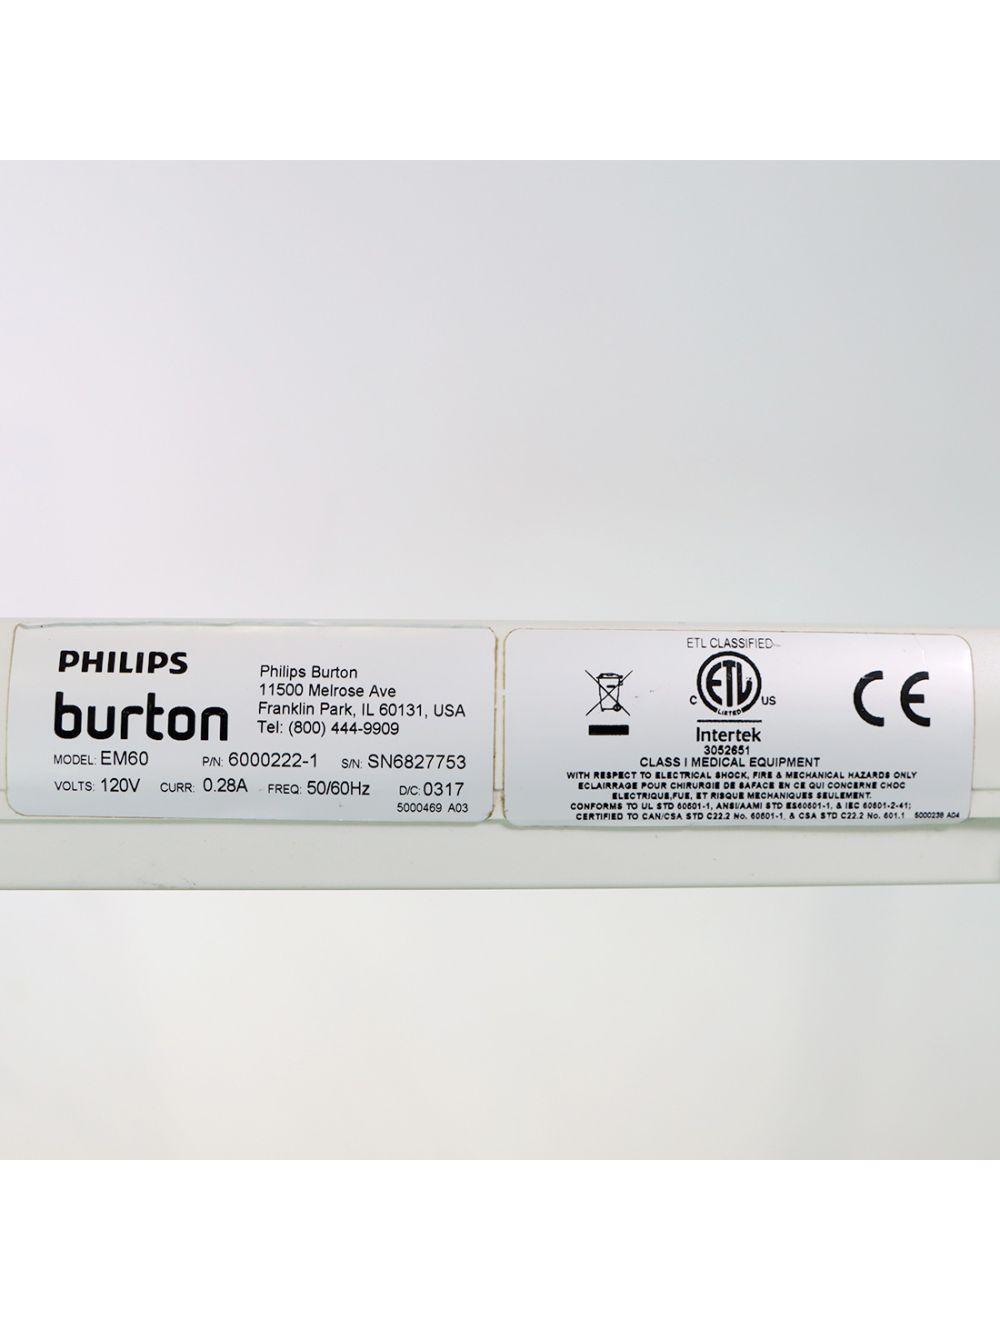 PHILIPS
burton
Philips Burton
11500 Melrose Ave
Franklin Park, IL 60131, USA
Tel: (800) 444-9909
MODEL: EM60 P/N: 6000222-1 S/N: SN6827753
VOLTS: 120V CURR: 0.28A FREQ: 50/60Hz D/C: 0317
5000469 A03
ETL CLASSIFIED
C ETL US
LISTED
Intertek
3052651
CE
CLASS I MEDICAL EQUIPMENT
WITH RESPECT TO ELECTRICAL SHOCK, FIRE & MECHANICAL HAZARDS ONLY
ECLAIRRAGE POUR CHIRURGIE DE SAFACE EN CE QUI CONCERNE CHOC
ELECTRIQUE,FUE, ET RISQUE MECHANIQUES SEULEMENT.
CONFORMS TO UL STD 60601-1, ANSI/AAMI STD ES60601-1, & IEC 60601-2-41;
CERTIFIED TO CAN/CSA STD C22.2 No. 60601-1, & CSA STD C22.2 No. 601.1 5000238 A04